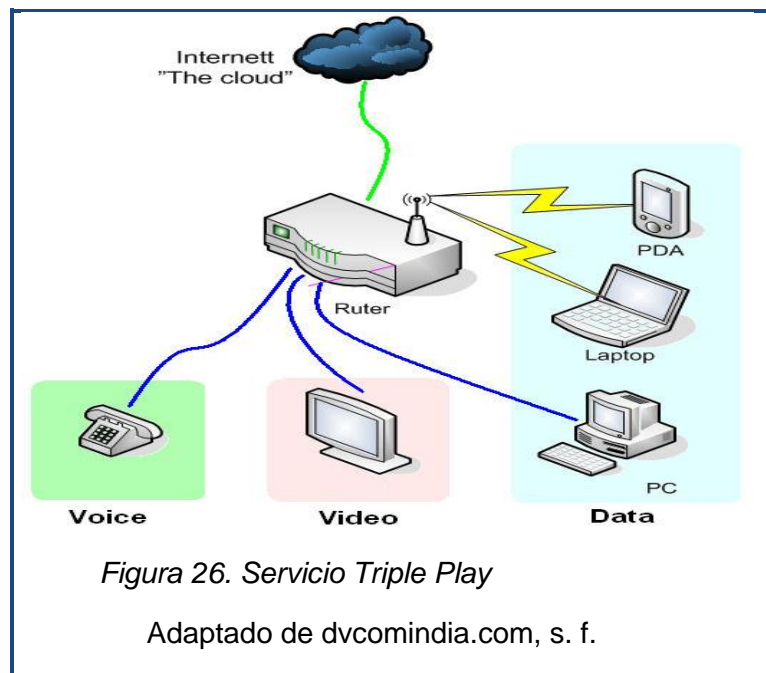 Internett
"The cloud"
PDA
Ruter
Laptop
PC
Voice
Video
Data
Figura 26. Servicio Triple Play
Adaptado de dvcomindia.com, s. f.